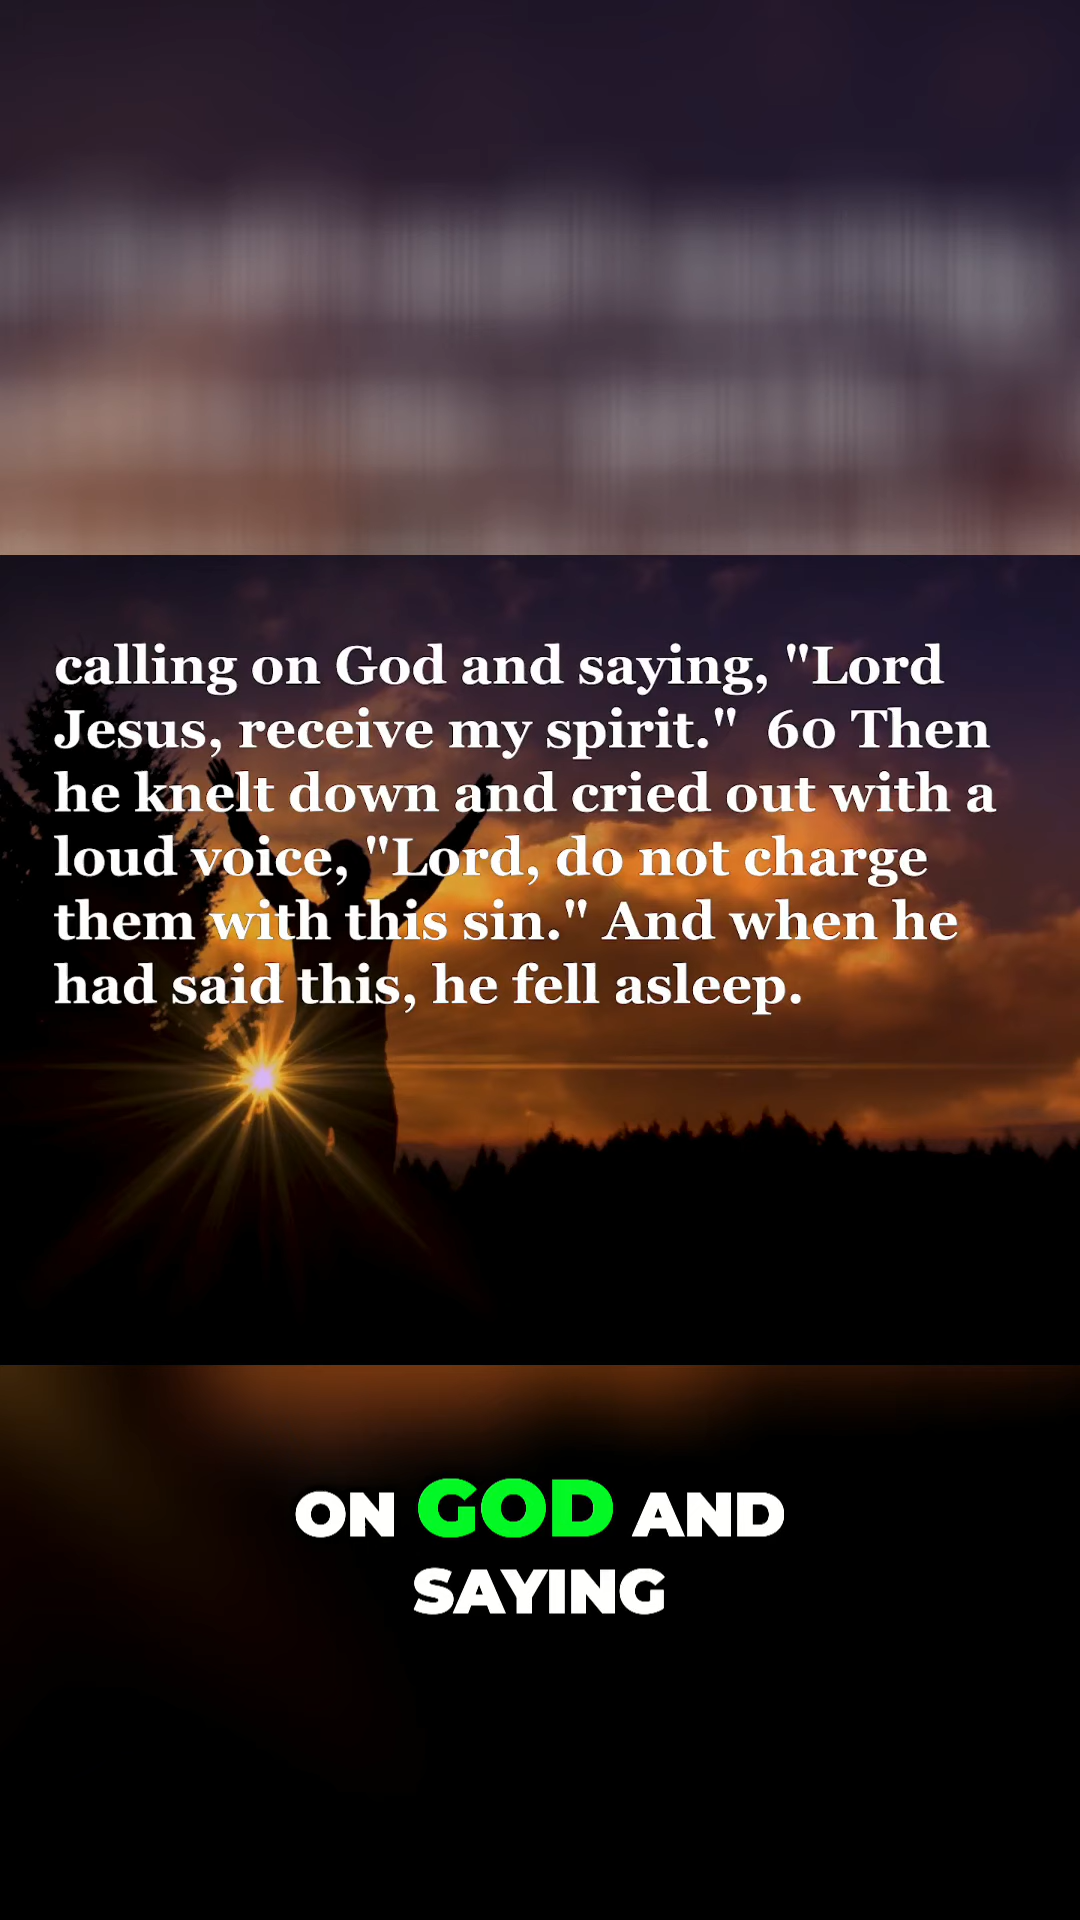 calling on God and saying, "Lord
Jesus, receive my spirit."  60 Then
he knelt down and cried out with a
loud voice, "Lord, do not charge
them with this sin." And when he
had said this, he fell asleep.
ON GOD AND
SAYING